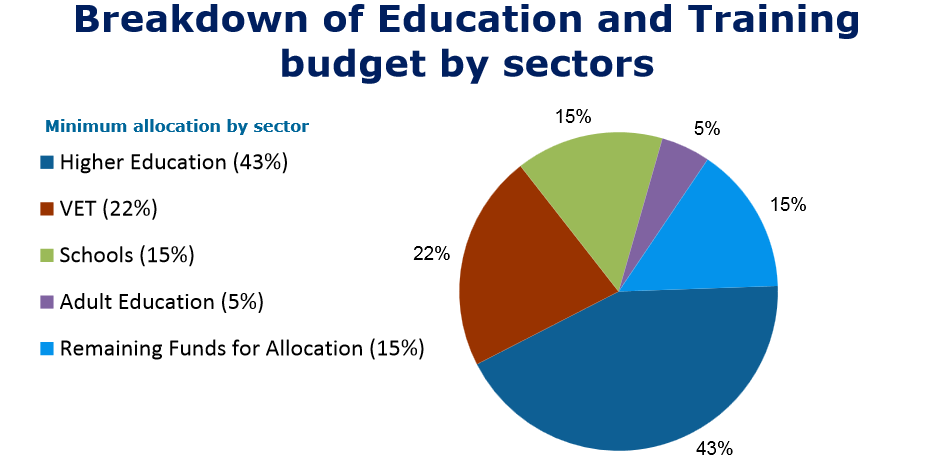 Breakdown of Education and Training
budget by sectors
Minimum allocation by sector
Higher Education (43%)
VET (22%)
Schools (15%)
Adult Education (5%)
Remaining Funds for Allocation (15%)
15%
5%
15%
22%
43%